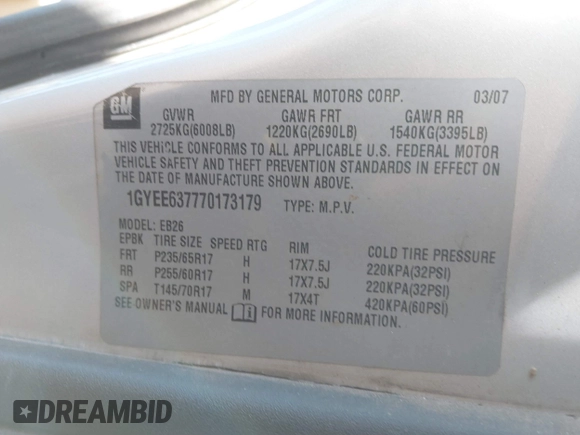 GM
MFD BY GENERAL MOTORS CORP. 03/07
GVWR GAWR FRT GAWR RR
2725KG(6008LB) 1220KG(2690LB) 1540KG(3395LB)
THIS VEHICLE CONFORMS TO ALL APPLICABLE U.S. FEDERAL MOTOR
VEHICLE SAFETY AND THEFT PREVENTION STANDARDS IN EFFECT ON
THE DATE OF MANUFACTURE SHOWN ABOVE.
1GYEE637770173179 TYPE: M.P.V.
MODEL: EB26
EPBK TIRE SIZE SPEED RTG RIM COLD TIRE PRESSURE
FRT P235/65R17 H 17X7.5J 220KPA(32PSI)
RR P255/60R17 H 17X7.5J 220KPA(32PSI)
SPA T145/70R17 M 17X4T 420KPA(60PSI)
SEE OWNER'S MANUAL FOR MORE INFORMATION.
DREAMBID